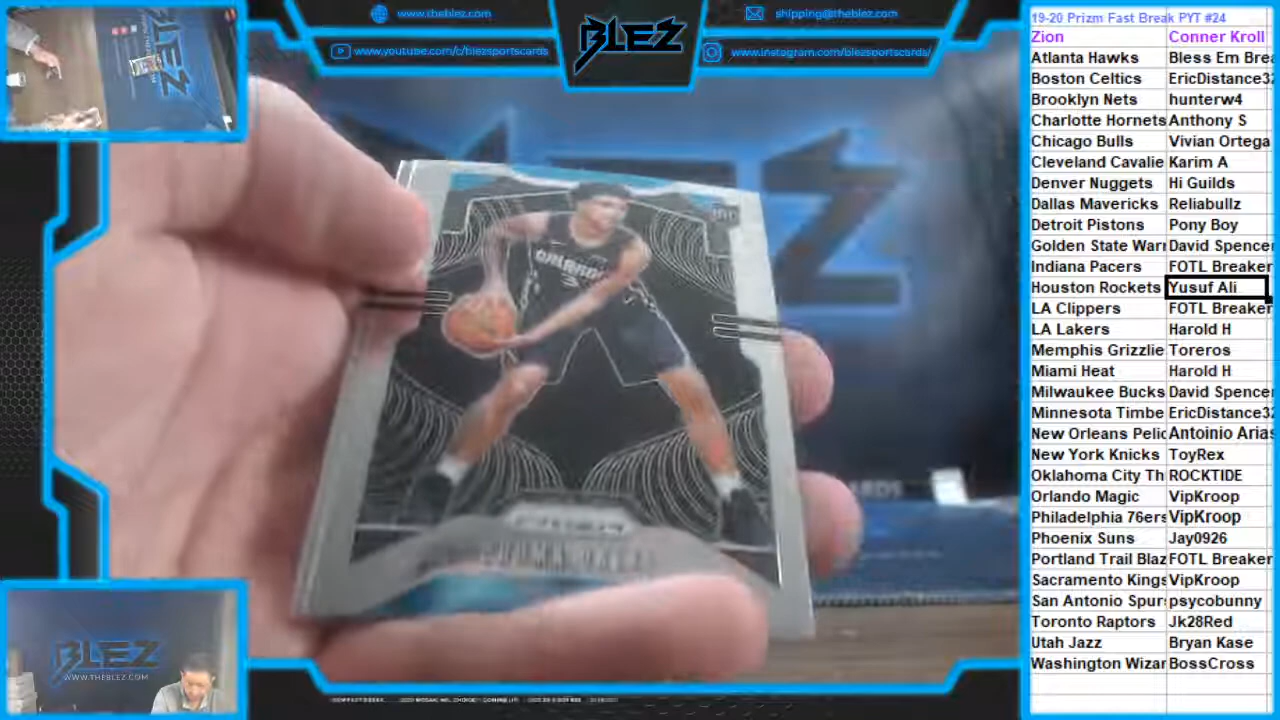 www.theblez.com
shipping@theblez.com
BLEZ
www.youtube.com/c/blezsportscards
www.instagram.com/blezsportscards/
19-20 Prizm Fast Break PYT #24
Zion Conner Kroll
Atlanta Hawks Bless Em Brea
Boston Celtics EricDistance32
Brooklyn Nets hunterw4
Charlotte Hornets Anthony S
Chicago Bulls Vivian Ortega
Cleveland Cavalie Karim A
Denver Nuggets Hi Guilds
Dallas Mavericks Reliabullz
Detroit Pistons Pony Boy
Golden State Warr David Spencer
Indiana Pacers FOTL Breaker
Houston Rockets Yusuf Ali
LA Clippers FOTL Breaker
LA Lakers Harold H
Memphis Grizzlie Toreros
Miami Heat Harold H
Milwaukee Bucks David Spencer
Minnesota Timbe EricDistance32
New Orleans Pelic Antoinio Arias
New York Knicks ToyRex
Oklahoma City Th ROCKTIDE
Orlando Magic VipKroop
Philadelphia 76ers VipKroop
Phoenix Suns Jay0926
Portland Trail Blaz FOTL Breaker
Sacramento Kings VipKroop
San Antonio Spur psycobunny
Toronto Raptors Jk28Red
Utah Jazz Bryan Kase
Washington Wizar BossCross
ORLANDO
PRIZM
BLEZ
WWW.THEBLEZ.COM